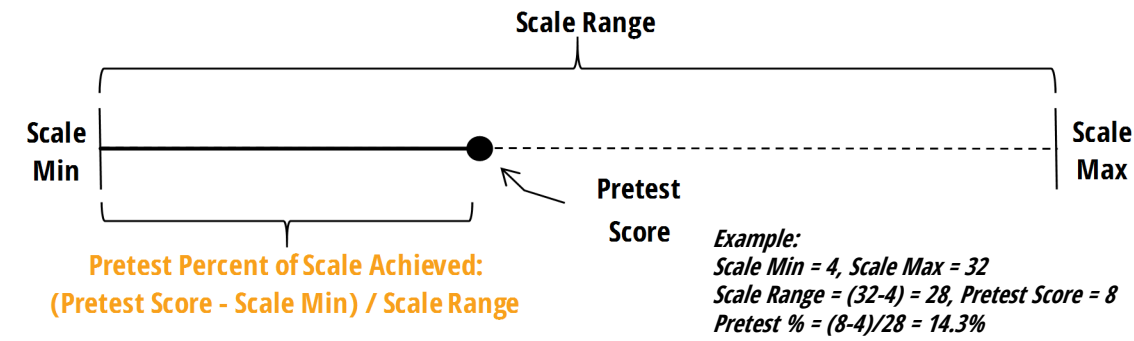 Scale Range
Scale
Min
Scale
Max
Pretest
Score
Pretest Percent of Scale Achieved:
(Pretest Score - Scale Min) / Scale Range
Example:
Scale Min = 4, Scale Max = 32
Scale Range = (32-4) = 28, Pretest Score = 8
Pretest % = (8-4)/28 = 14.3%